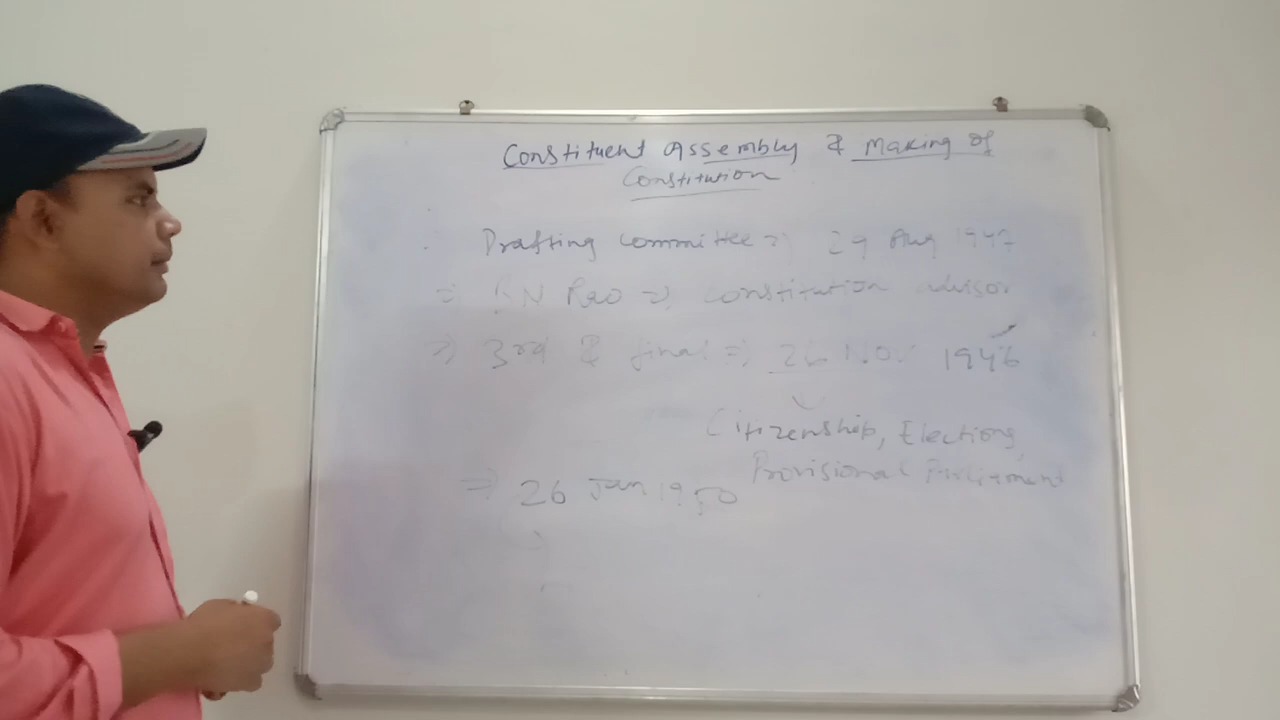 Constituent Assembly & Making of
Constitution
Drafting committee ⇒ 29 Aug 1947
⇒ BN Rao ⇒ constitution advisor
⇒ 3rd & final ⇒ 26 Nov 1946
Citizenship, Elections,
Provisional Parliament
⇒ 26 Jan 1950